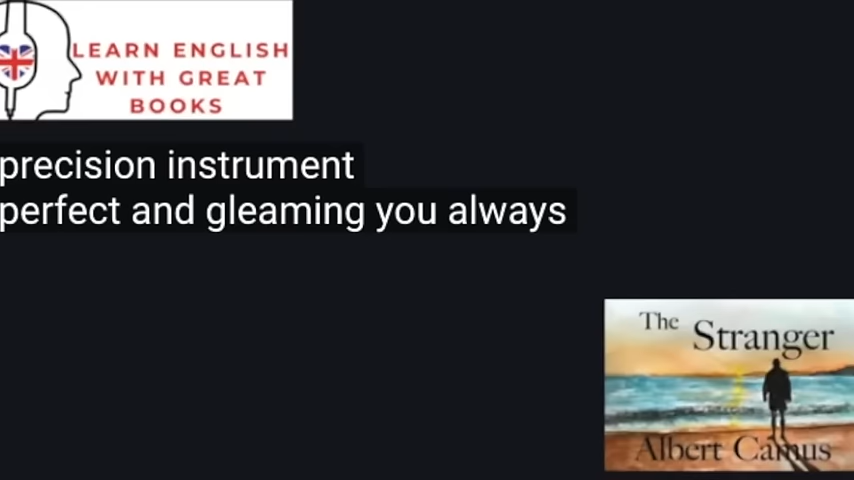 LEARN ENGLISH
WITH GREAT
BOOKS
precision instrument
perfect and gleaming you always
The Stranger
Albert Camus